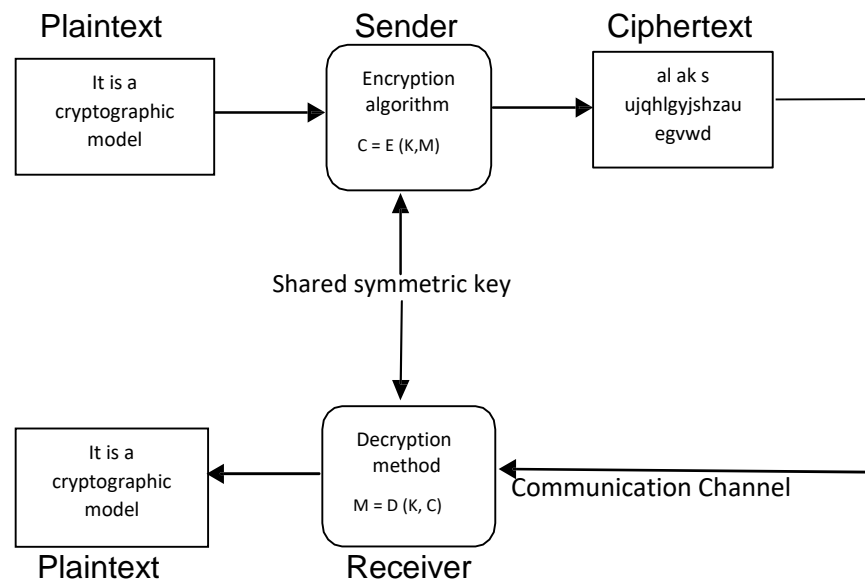 Plaintext
Sender
Ciphertext
It is a
cryptographic
model
Encryption
algorithm
C = E (K,M)
al ak s
ujqhlgyjshzau
egvwd
Shared symmetric key
It is a
cryptographic
model
Decryption
method
M = D (K, C)
Communication Channel
Plaintext
Receiver